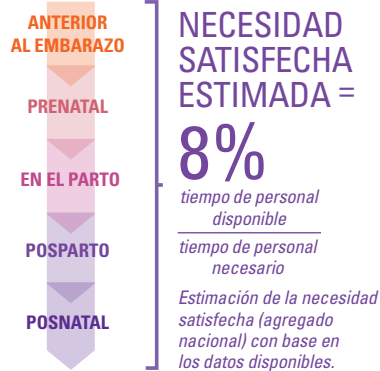 ANTERIOR
AL EMBARAZO
PRENATAL
EN EL PARTO
POSPARTO
POSNATAL
NECESIDAD
SATISFECHA
ESTIMADA =
8%
tiempo de personal
disponible
tiempo de personal
necesario
Estimación de la necesidad
satisfecha (agregado
nacional) con base en
los datos disponibles.